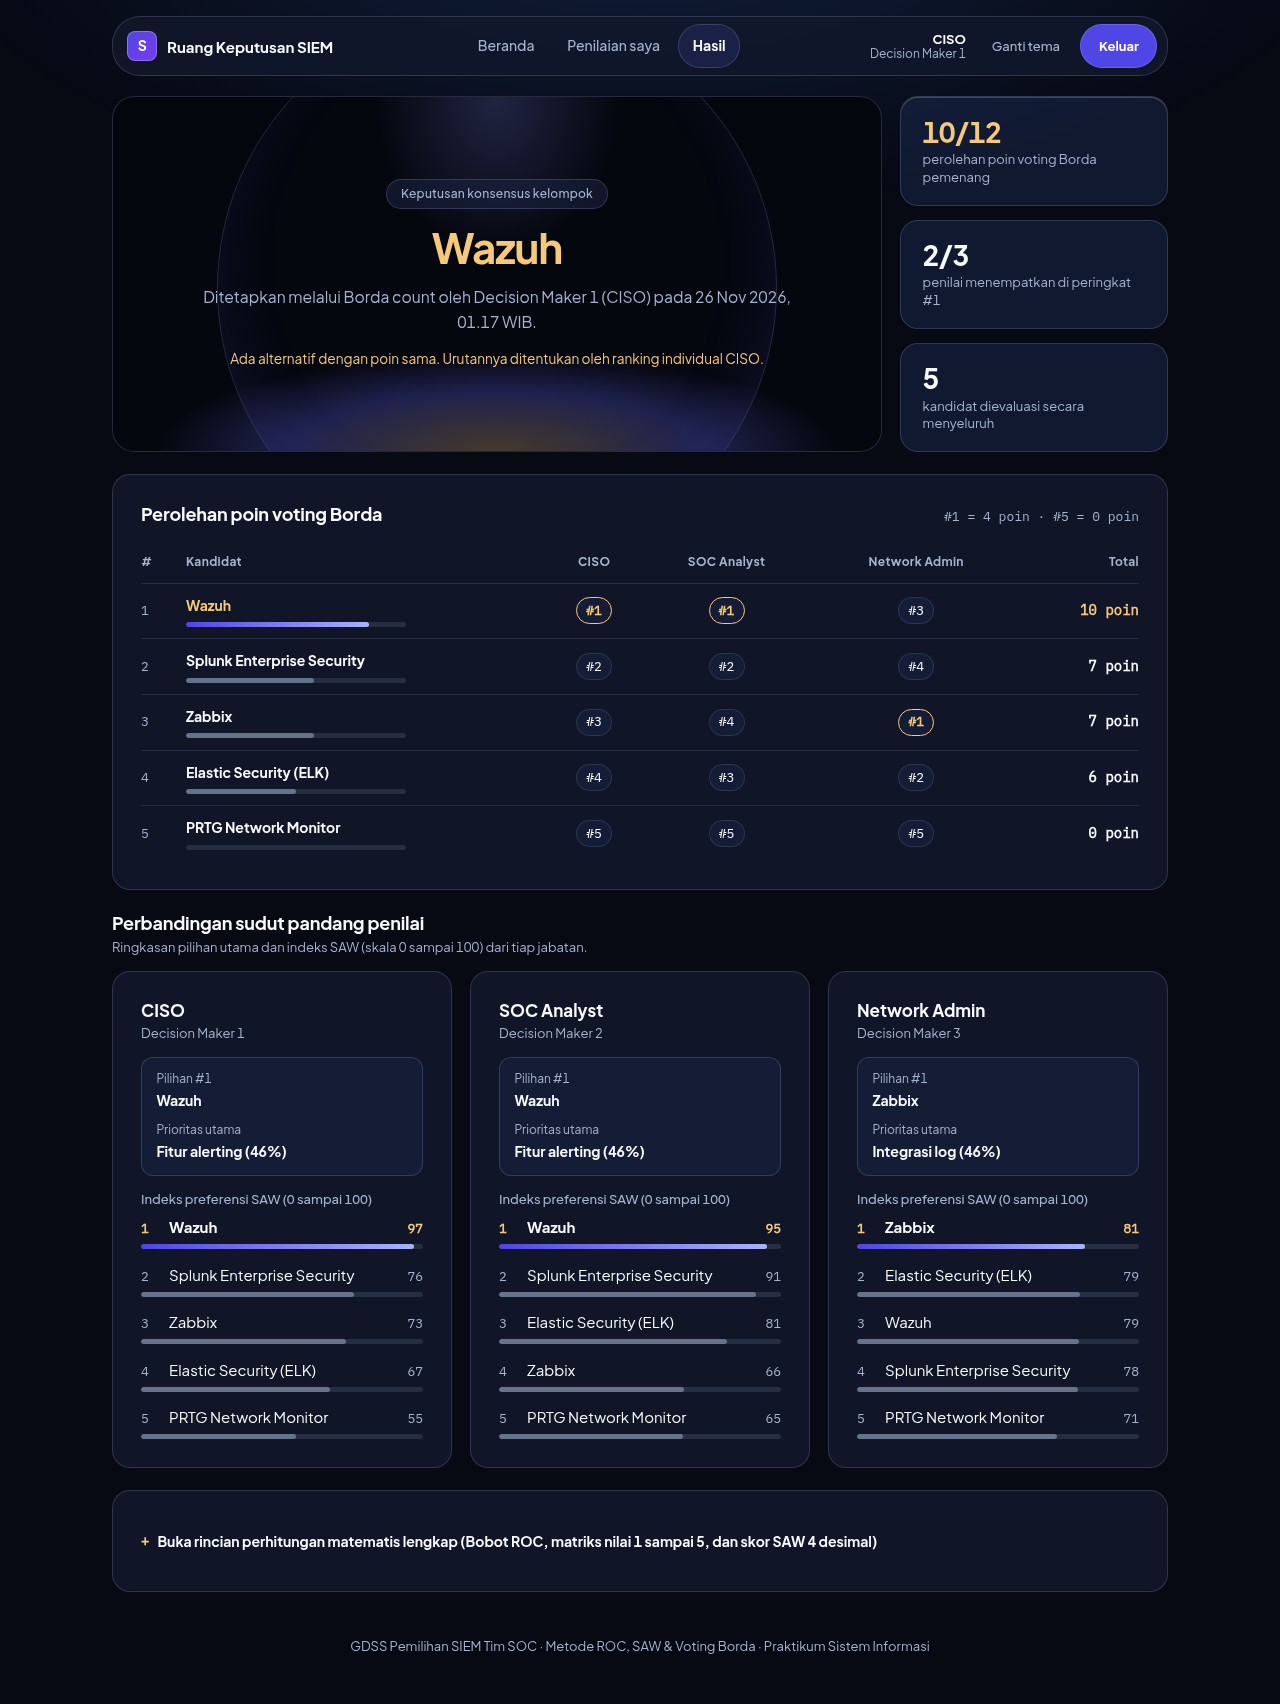 S Ruang Keputusan SIEM Beranda Penilaian saya Hasil CISO Decision Maker 1 Ganti tema Keluar
Keputusan konsensus kelompok
Wazuh
Ditetapkan melalui Borda count oleh Decision Maker 1 (CISO) pada 26 Nov 2026,
01.17 WIB.
Ada alternatif dengan poin sama. Urutannya ditentukan oleh ranking individual CISO.
10/12
perolehan poin voting Borda
pemenang
2/3
penilai menempatkan di peringkat
#1
5
kandidat dievaluasi secara
menyeluruh
Perolehan poin voting Borda #1 = 4 poin · #5 = 0 poin
# Kandidat CISO SOC Analyst Network Admin Total
1 Wazuh #1 #1 #3 10 poin
2 Splunk Enterprise Security #2 #2 #4 7 poin
3 Zabbix #3 #4 #1 7 poin
4 Elastic Security (ELK) #4 #3 #2 6 poin
5 PRTG Network Monitor #5 #5 #5 0 poin
Perbandingan sudut pandang penilai
Ringkasan pilihan utama dan indeks SAW (skala 0 sampai 100) dari tiap jabatan.
CISO
Decision Maker 1
Pilihan #1
Wazuh
Prioritas utama
Fitur alerting (46%)
Indeks preferensi SAW (0 sampai 100)
1 Wazuh 97
2 Splunk Enterprise Security 76
3 Zabbix 73
4 Elastic Security (ELK) 67
5 PRTG Network Monitor 55
SOC Analyst
Decision Maker 2
Pilihan #1
Wazuh
Prioritas utama
Fitur alerting (46%)
Indeks preferensi SAW (0 sampai 100)
1 Wazuh 95
2 Splunk Enterprise Security 91
3 Elastic Security (ELK) 81
4 Zabbix 66
5 PRTG Network Monitor 65
Network Admin
Decision Maker 3
Pilihan #1
Zabbix
Prioritas utama
Integrasi log (46%)
Indeks preferensi SAW (0 sampai 100)
1 Zabbix 81
2 Elastic Security (ELK) 79
3 Wazuh 79
4 Splunk Enterprise Security 78
5 PRTG Network Monitor 71
+ Buka rincian perhitungan matematis lengkap (Bobot ROC, matriks nilai 1 sampai 5, dan skor SAW 4 desimal)
GDSS Pemilihan SIEM Tim SOC · Metode ROC, SAW & Voting Borda · Praktikum Sistem Informasi